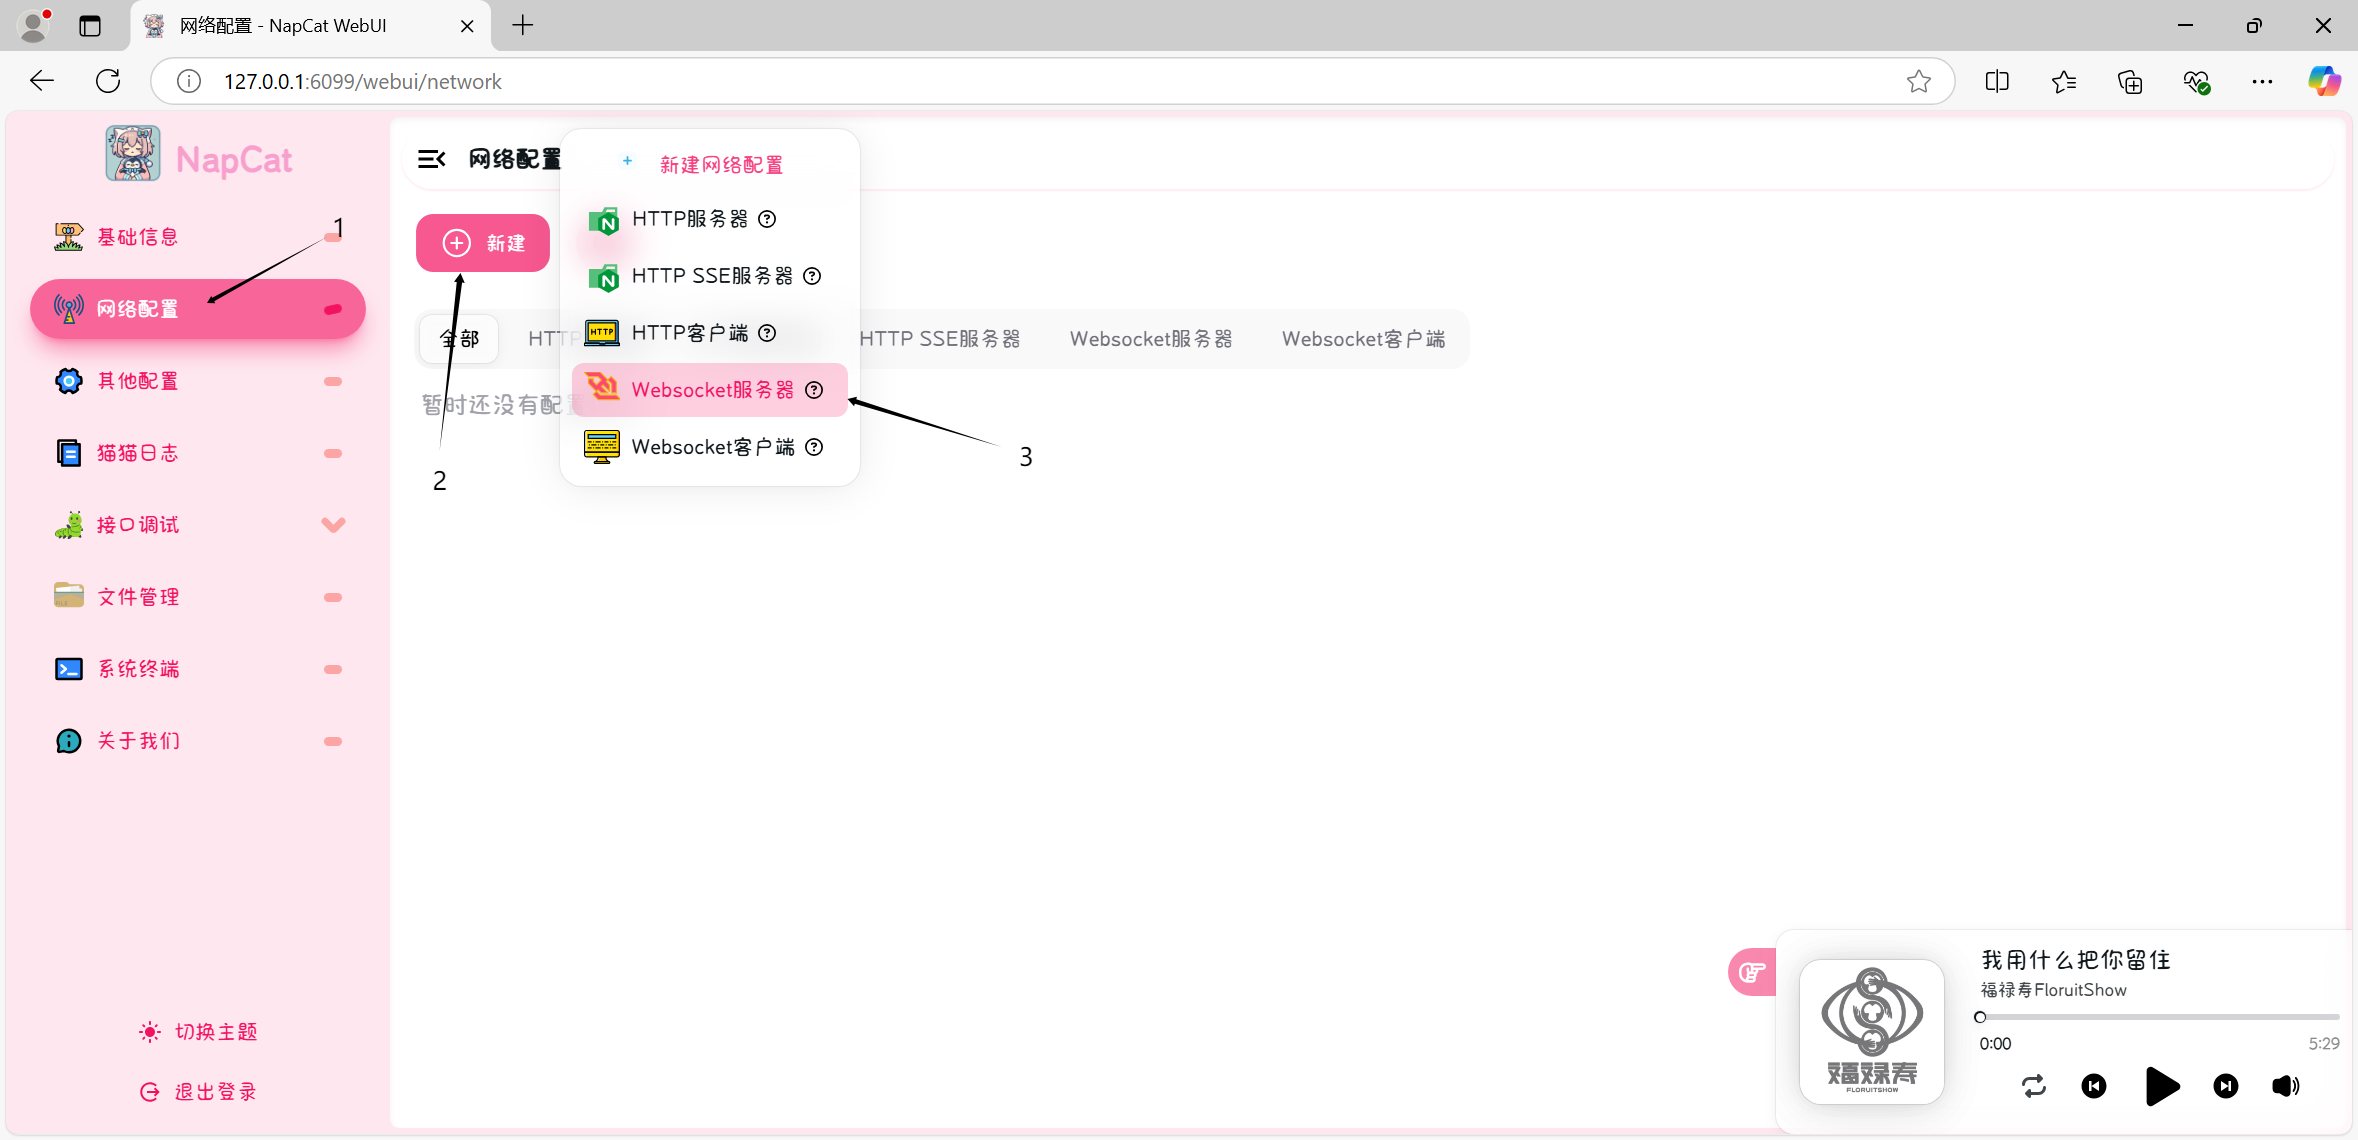 网络配置 - NapCat WebUI
127.0.0.1:6099/webui/network
NapCat
基础信息
网络配置
其他配置
猫猫日志
接口调试
文件管理
系统终端
关于我们
切换主题
退出登录
1
网络配置
新建
新建网络配置
HTTP服务器
HTTP SSE服务器
HTTP客户端
Websocket服务器
Websocket客户端
全部
HTTP
HTTP SSE服务器
Websocket服务器
Websocket客户端
暂时还没有配置
2
3
我用什么把你留住
福禄寿FloruitShow
0:00
5:29
福禄寿
FLORUITSHOW